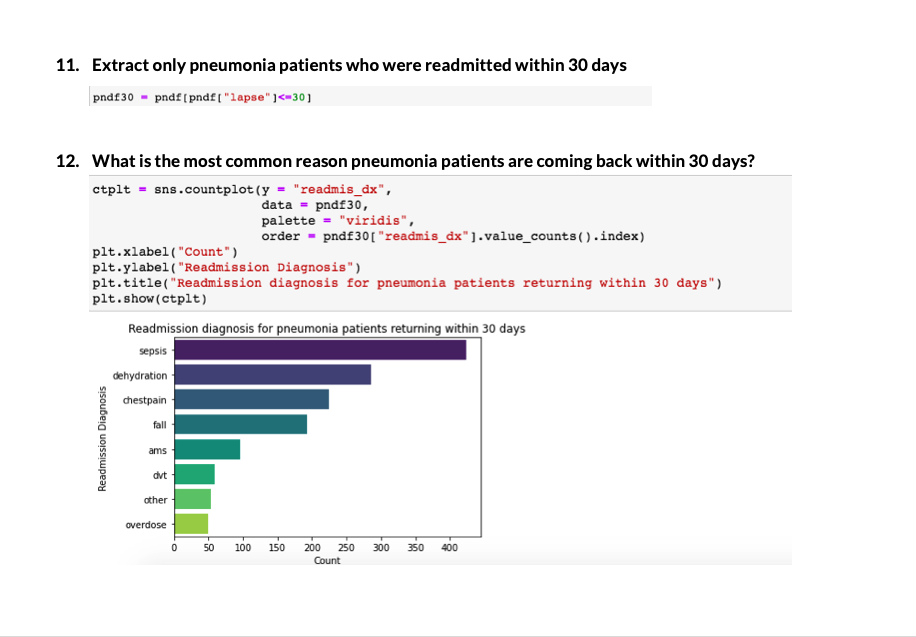 11. Extract only pneumonia patients who were readmitted within 30 days
pndf30 = pndf[pndf["lapse"]<=30]
12. What is the most common reason pneumonia patients are coming back within 30 days?
ctplt = sns.countplot(y = "readmis_dx",
data = pndf30,
palette = "viridis",
order = pndf30["readmis_dx"].value_counts().index)
plt.xlabel("Count")
plt.ylabel("Readmission Diagnosis")
plt.title("Readmission diagnosis for pneumonia patients returning within 30 days")
plt.show(ctplt)
Readmission diagnosis for pneumonia patients returning within 30 days
Readmission Diagnosis
sepsis
dehydration
chestpain
fall
ams
dvt
other
overdose
0 50 100 150 200 250 300 350 400
Count